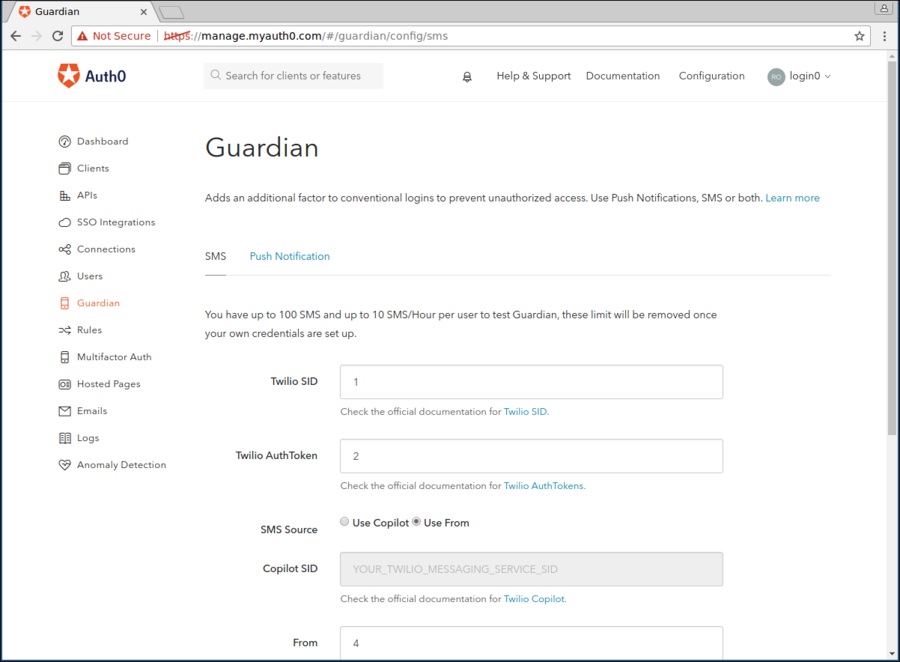 Guardian
Not Secure https://manage.myauth0.com/#/guardian/config/sms
Auth0
Search for clients or features
Help & Support
Documentation
Configuration
RO
login0
Dashboard
Clients
APIs
SSO Integrations
Connections
Users
Guardian
Rules
Multifactor Auth
Hosted Pages
Emails
Logs
Anomaly Detection
Guardian
Adds an additional factor to conventional logins to prevent unauthorized access. Use Push Notifications, SMS or both. Learn more
SMS
Push Notification
You have up to 100 SMS and up to 10 SMS/Hour per user to test Guardian, these limit will be removed once
your own credentials are set up.
Twilio SID
1
Check the official documentation for Twilio SID.
Twilio AuthToken
2
Check the official documentation for Twilio AuthTokens.
SMS Source
Use Copilot Use From
Copilot SID
YOUR_TWILIO_MESSAGING_SERVICE_SID
Check the official documentation for Twilio Copilot.
From
4